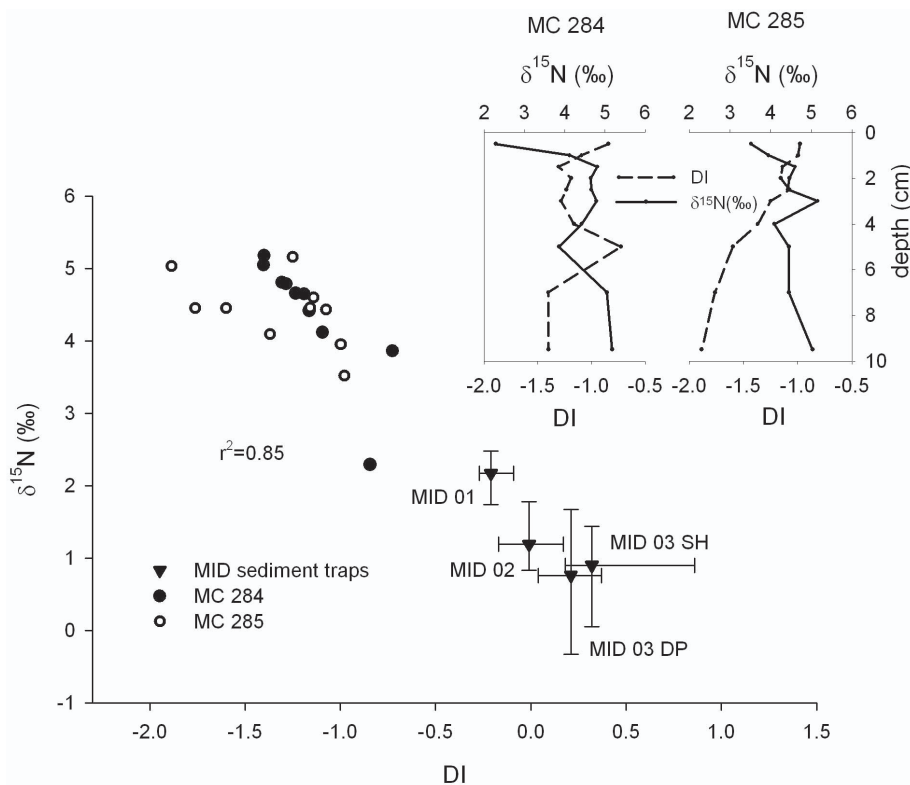 MC 284
MC 285
δ¹⁵N (‰)
δ¹⁵N (‰)
2 3 4 5 6
2 3 4 5 6
0
2
4
6
8
10
depth (cm)
DI
δ¹⁵N(‰)
-2.0 -1.5 -1.0 -0.5
-2.0 -1.5 -1.0 -0.5
DI
DI
6
5
4
3
2
1
0
-1
δ¹⁵N (‰)
r²=0.85
MID 01
MID 02
MID 03 SH
MID 03 DP
MID sediment traps
MC 284
MC 285
-2.0 -1.5 -1.0 -0.5 0.0 0.5 1.0 1.5
DI